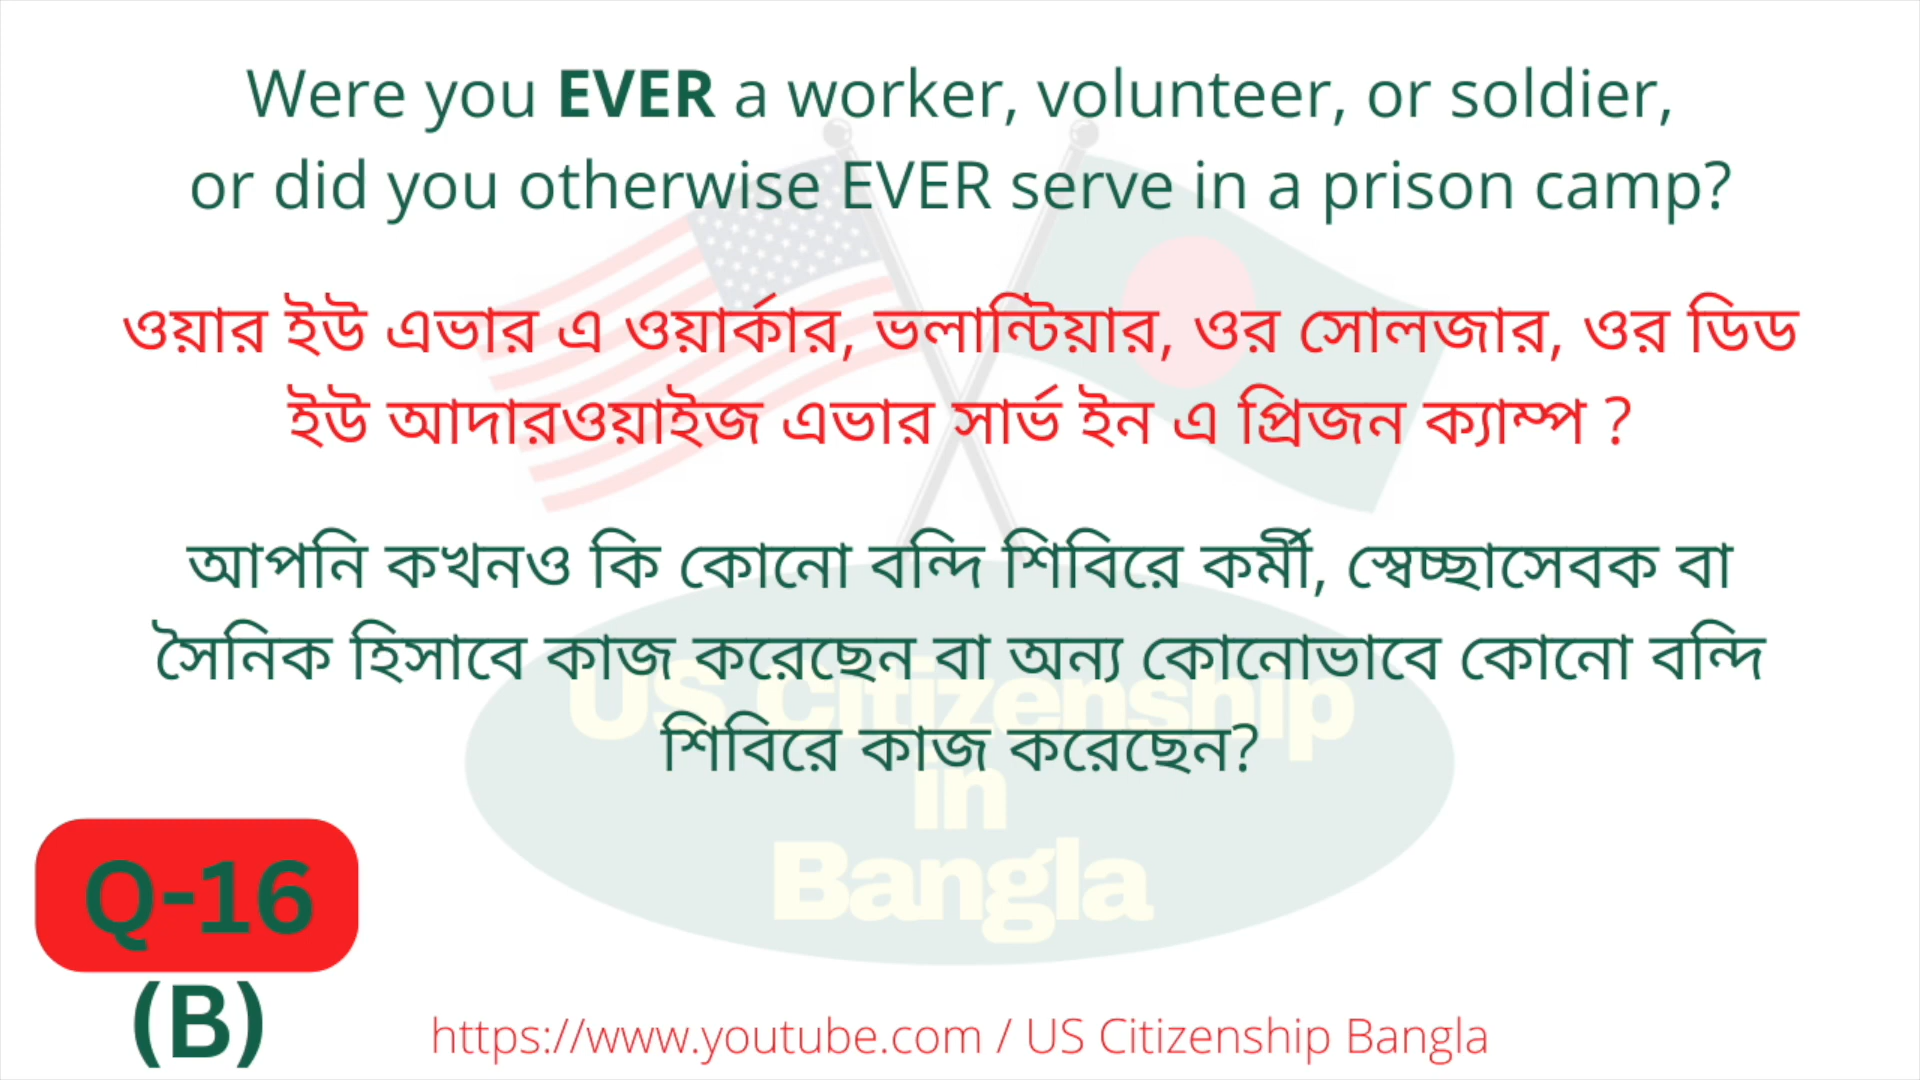 Were you EVER a worker, volunteer, or soldier,
or did you otherwise EVER serve in a prison camp?
ওয়ার ইউ এভার এ ওয়ার্কার, ভলান্টিয়ার, ওর সোলজার, ওর ডিড
ইউ আদারওয়াইজ এভার সার্ভ ইন এ প্রিজন ক্যাম্প ?
আপনি কখনও কি কোনো বন্দি শিবিরে কর্মী, স্বেচ্ছাসেবক বা
সৈনিক হিসাবে কাজ করেছেন বা অন্য কোনোভাবে কোনো বন্দি
শিবিরে কাজ করেছেন?
US Citizenship
in
Bangla
Q-16
(B)
https://www.youtube.com / US Citizenship Bangla